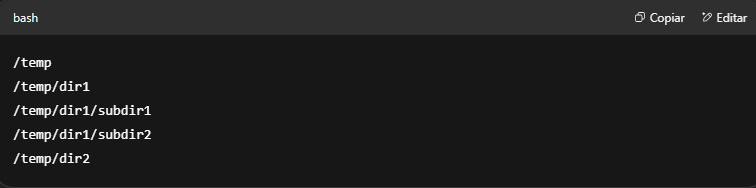 bash Copiar Editar
/temp
/temp/dir1
/temp/dir1/subdir1
/temp/dir1/subdir2
/temp/dir2